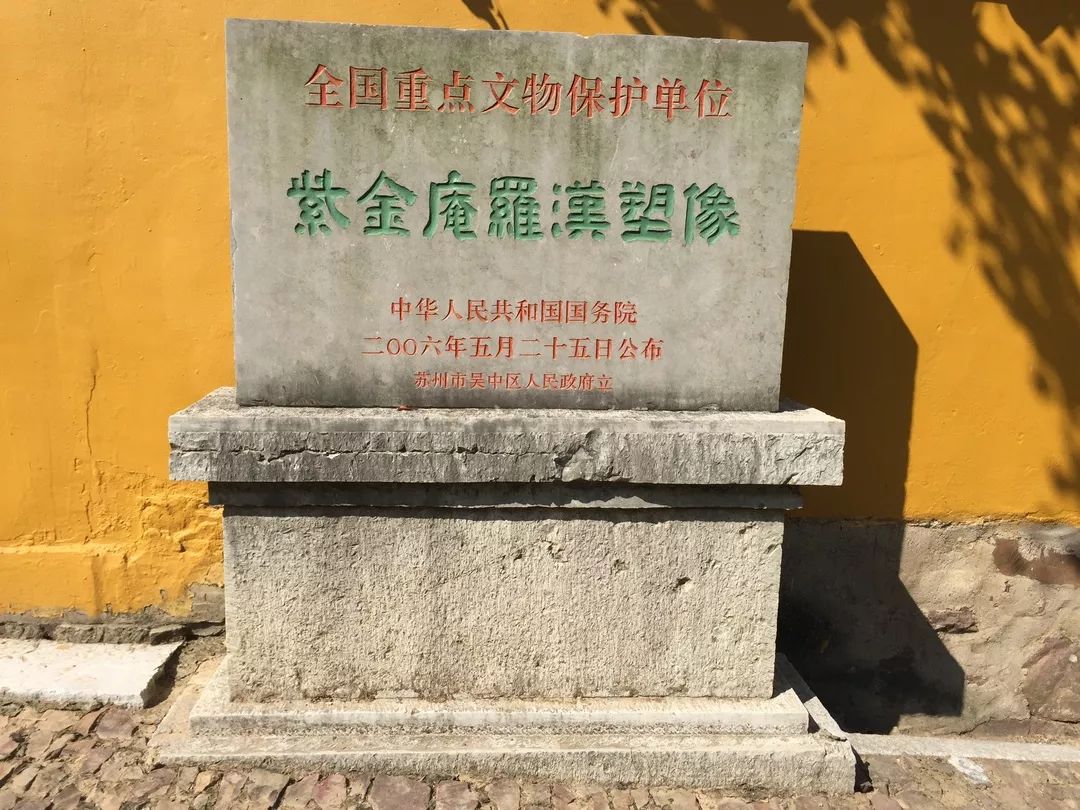 全国重点文物保护单位
紫金庵羅漢塑像
中华人民共和国国务院
二〇〇六年五月二十五日公布
苏州市吴中区人民政府立